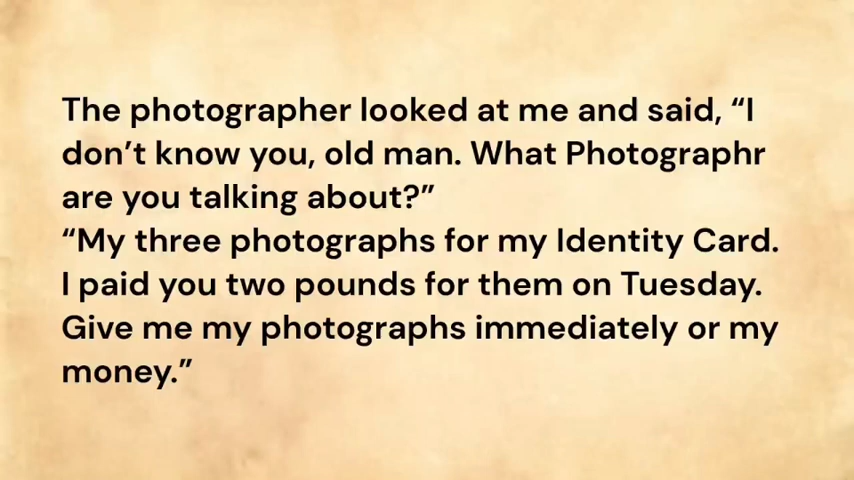 The photographer looked at me and said, “I
don’t know you, old man. What Photographr
are you talking about?”
“My three photographs for my Identity Card.
I paid you two pounds for them on Tuesday.
Give me my photographs immediately or my
money.”